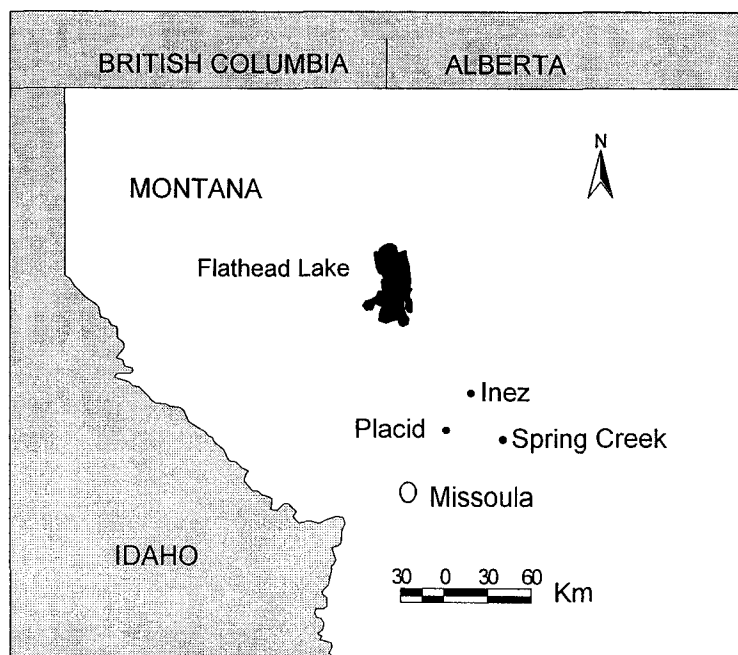 BRITISH COLUMBIA
ALBERTA
N
MONTANA
Flathead Lake
Inez
Placid
Spring Creek
Missoula
IDAHO
30 0 30 60
Km